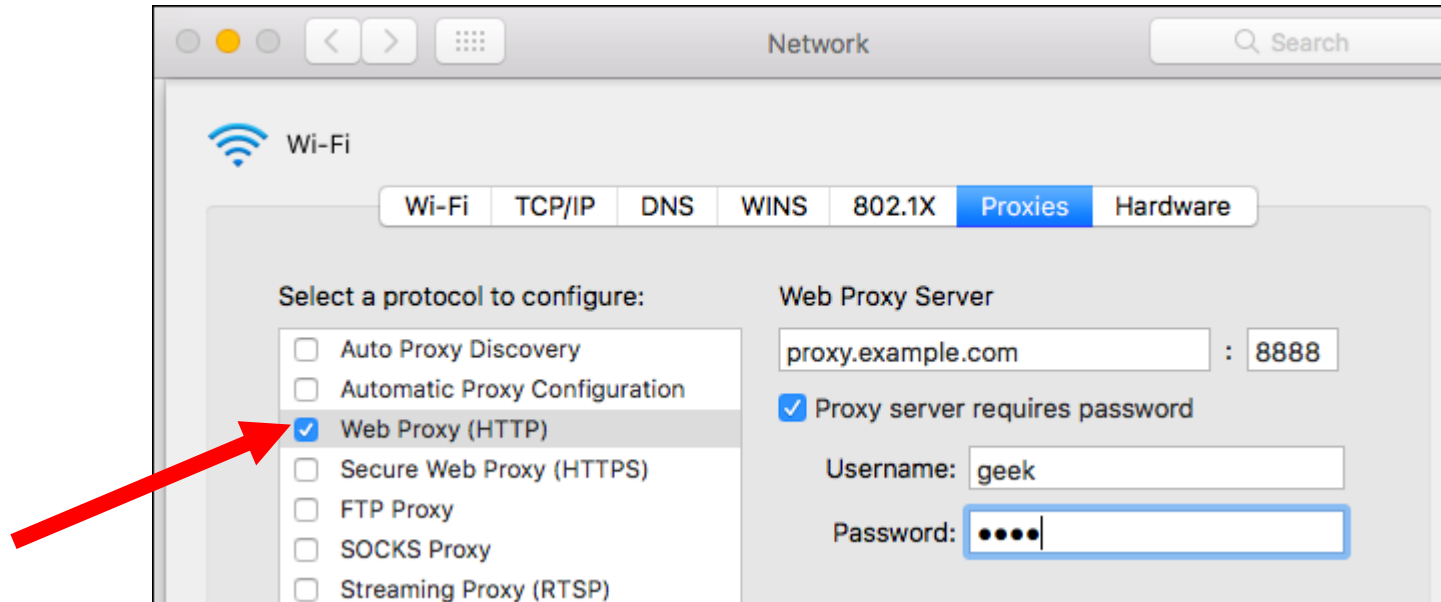 Network
Search
Wi-Fi
Wi-Fi TCP/IP DNS WINS 802.1X Proxies Hardware
Select a protocol to configure:
Auto Proxy Discovery
Automatic Proxy Configuration
Web Proxy (HTTP)
Secure Web Proxy (HTTPS)
FTP Proxy
SOCKS Proxy
Streaming Proxy (RTSP)
Web Proxy Server
proxy.example.com : 8888
Proxy server requires password
Username: geek
Password: ••••